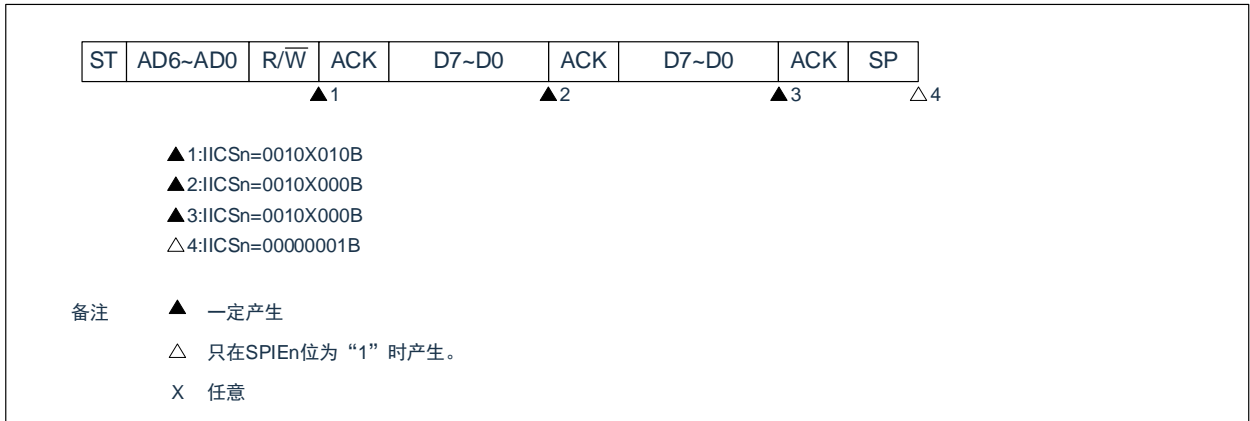 ST AD6~AD0 R/W̅ ACK D7~D0 ACK D7~D0 ACK SP
▲1 ▲2 ▲3 △4
▲1:IICSn=0010X010B
▲2:IICSn=0010X000B
▲3:IICSn=0010X000B
△4:IICSn=00000001B
备注 ▲ 一定产生
△ 只在SPIEn位为“1”时产生。
X 任意